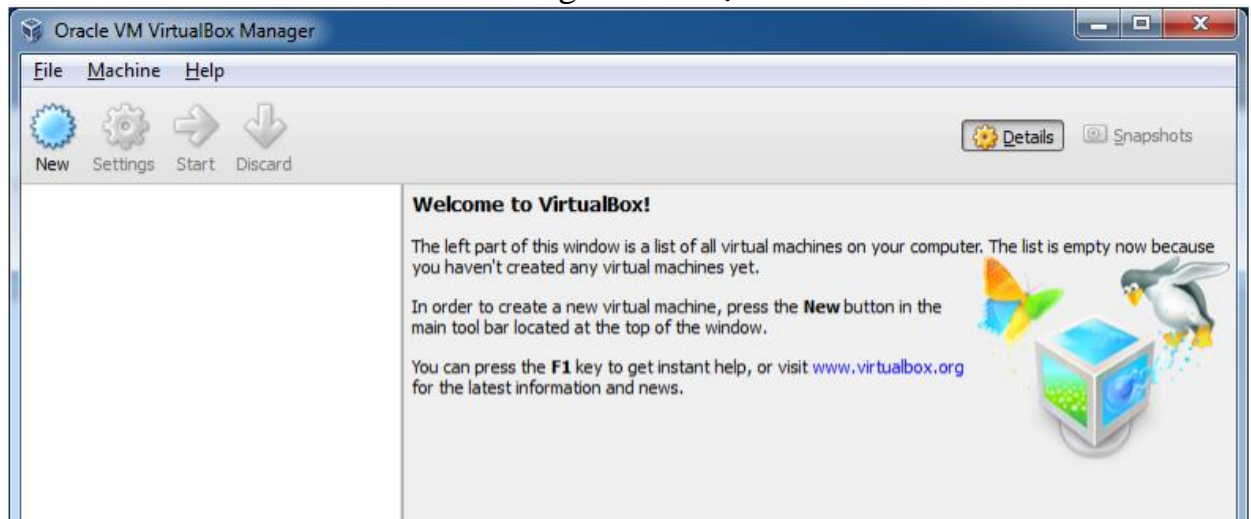 Oracle VM VirtualBox Manager
File Machine Help
New Settings Start Discard
Details Snapshots
Welcome to VirtualBox!
The left part of this window is a list of all virtual machines on your computer. The list is empty now because
you haven't created any virtual machines yet.
In order to create a new virtual machine, press the New button in the
main tool bar located at the top of the window.
You can press the F1 key to get instant help, or visit www.virtualbox.org
for the latest information and news.